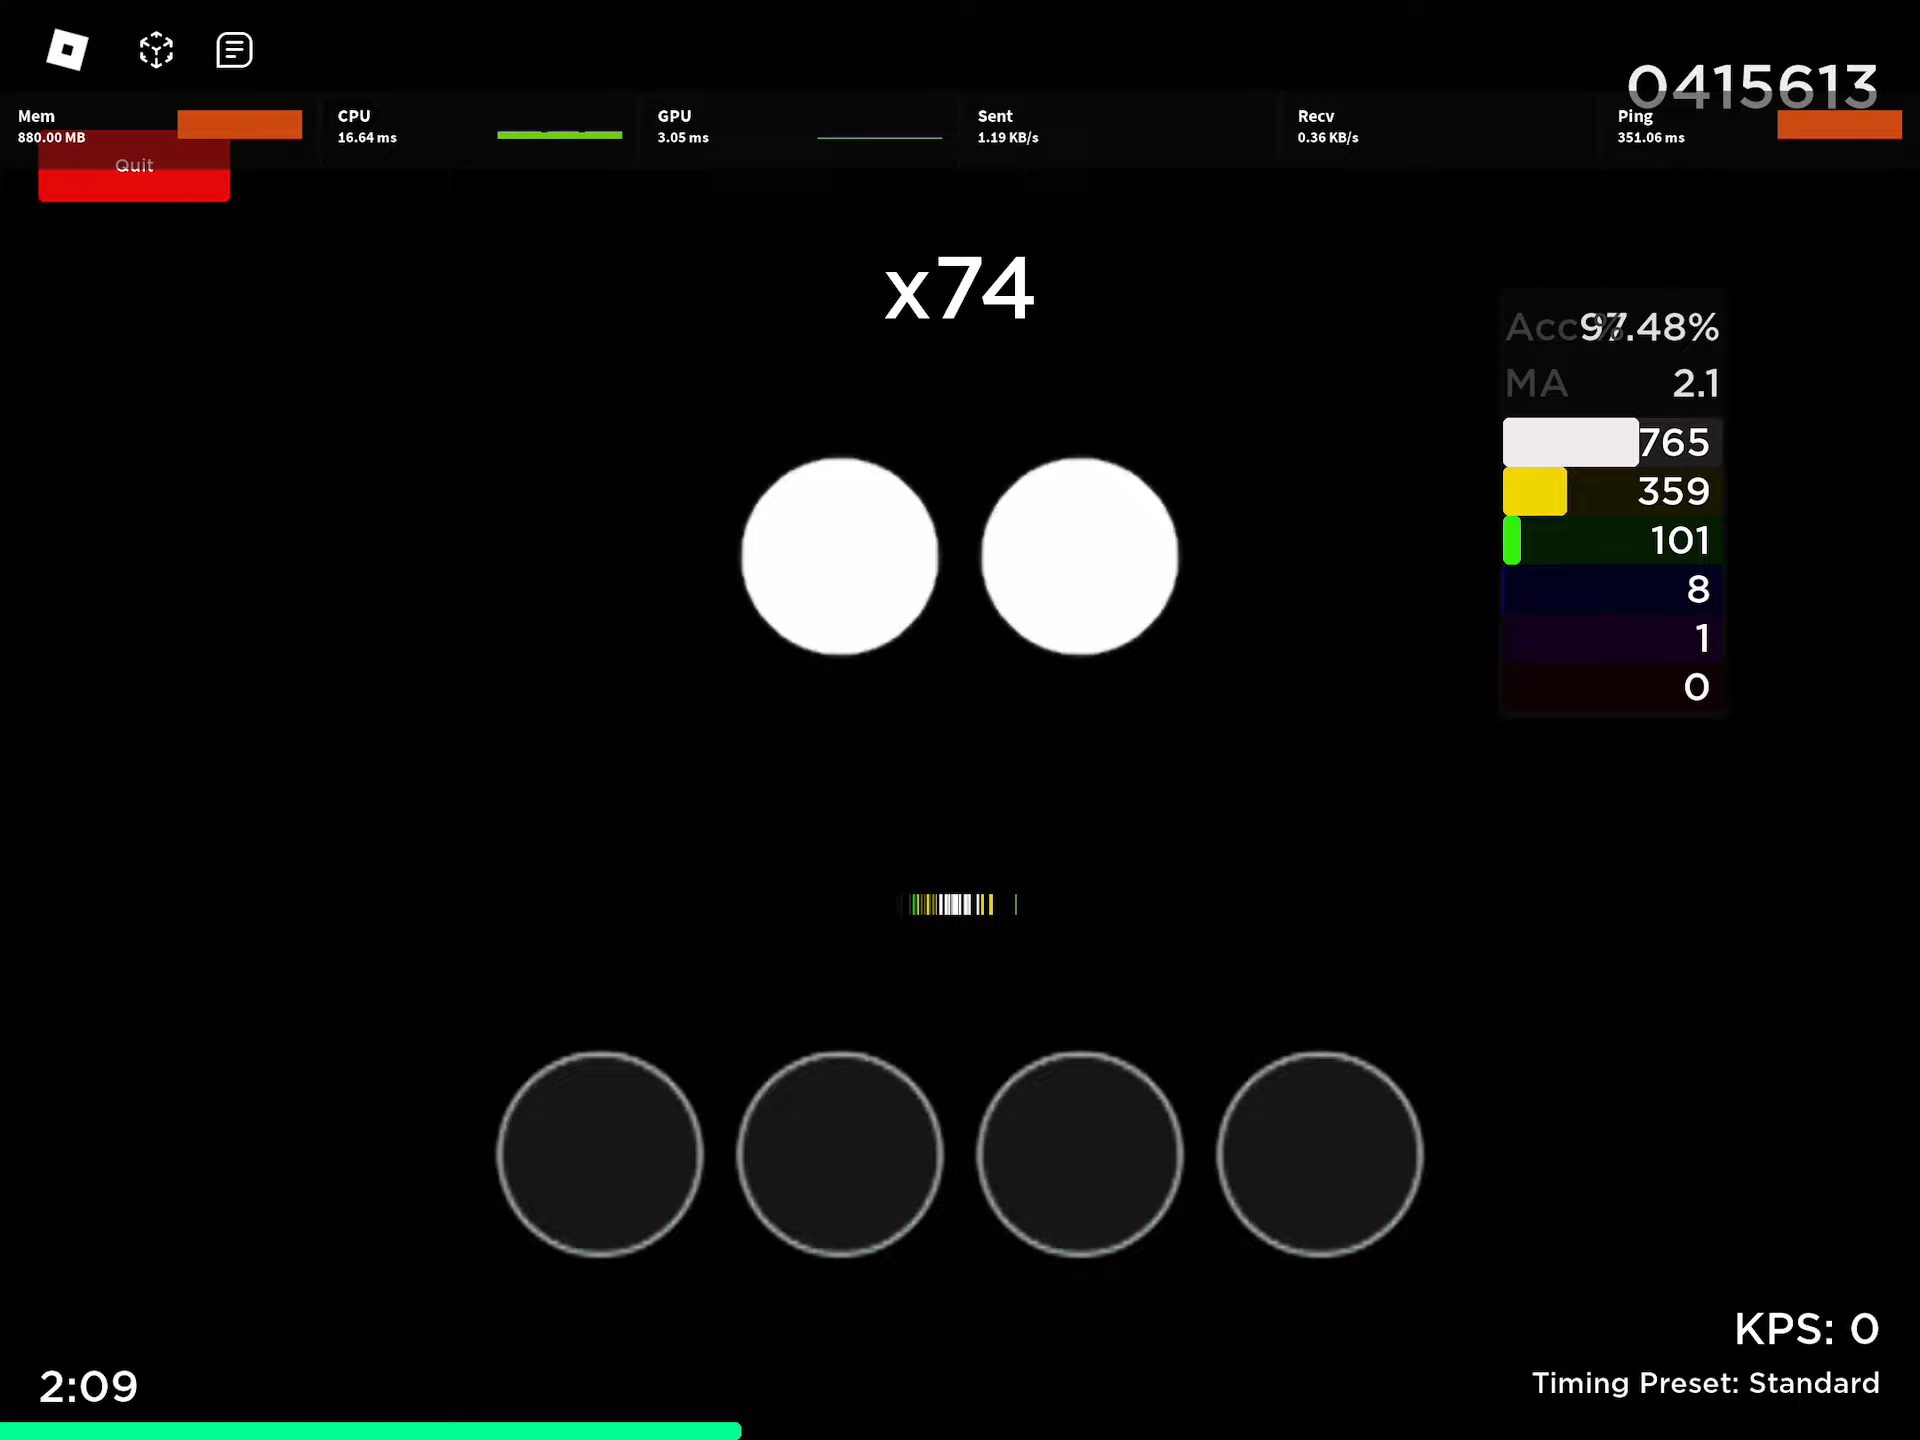 0415613
Mem
880.00 MB
CPU
16.64 ms
GPU
3.05 ms
Sent
1.19 KB/s
Recv
0.36 KB/s
Ping
351.06 ms
Quit
x74
Acc% 97.48%
MA 2.1
765
359
101
8
1
0
KPS: 0
2:09
Timing Preset: Standard